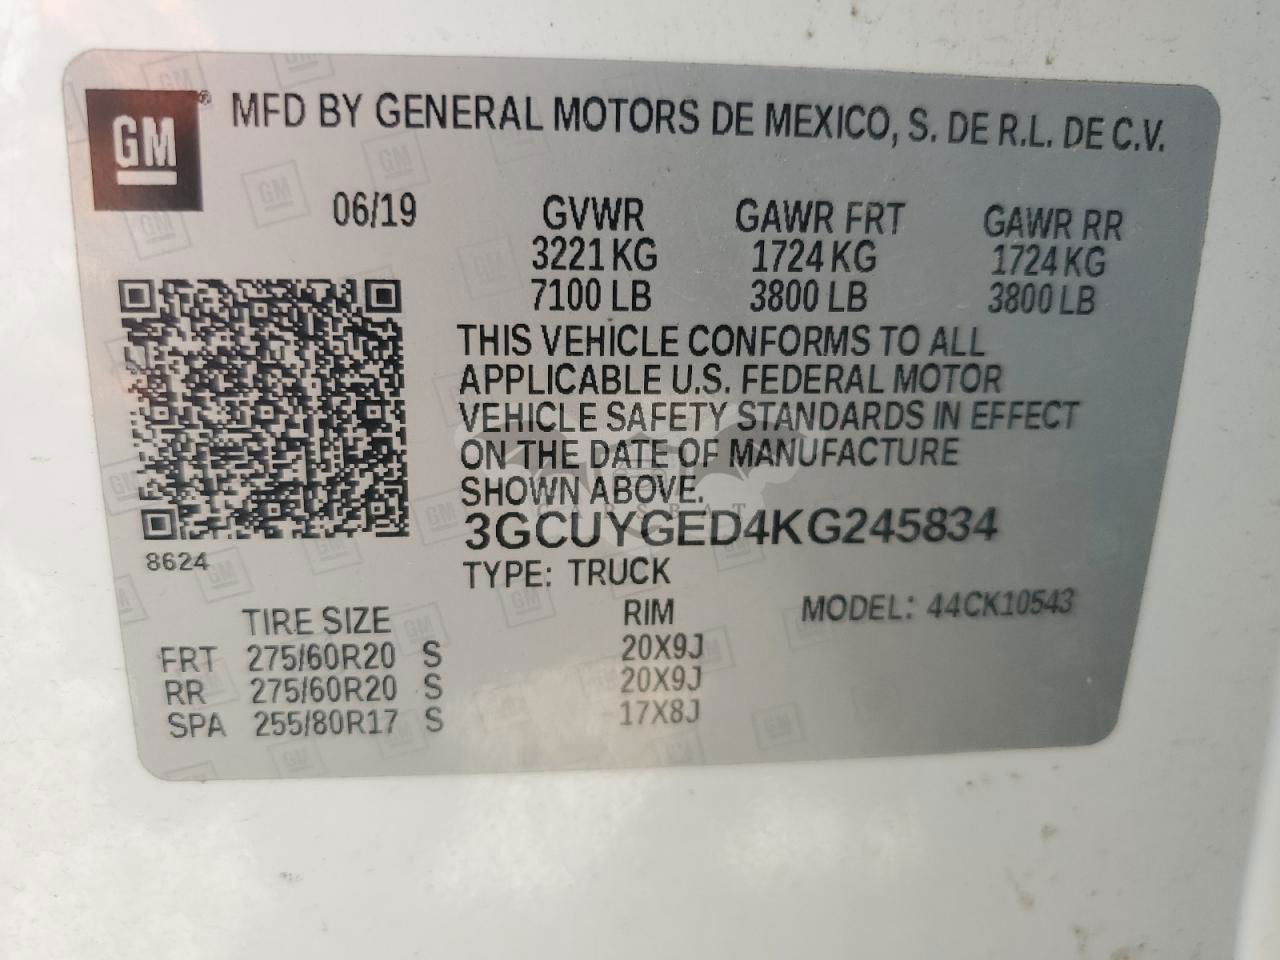 GM® MFD BY GENERAL MOTORS DE MEXICO, S. DE R.L. DE C.V.
06/19 GVWR GAWR FRT GAWR RR
3221 KG 1724 KG 1724 KG
7100 LB 3800 LB 3800 LB
THIS VEHICLE CONFORMS TO ALL
APPLICABLE U.S. FEDERAL MOTOR
VEHICLE SAFETY STANDARDS IN EFFECT
ON THE DATE OF MANUFACTURE
SHOWN ABOVE.
CARSBAT
3GCUYGED4KG245834
8624
TYPE: TRUCK
TIRE SIZE RIM MODEL: 44CK10543
FRT 275/60R20 S 20X9J
RR 275/60R20 S 20X9J
SPA 255/80R17 S 17X8J